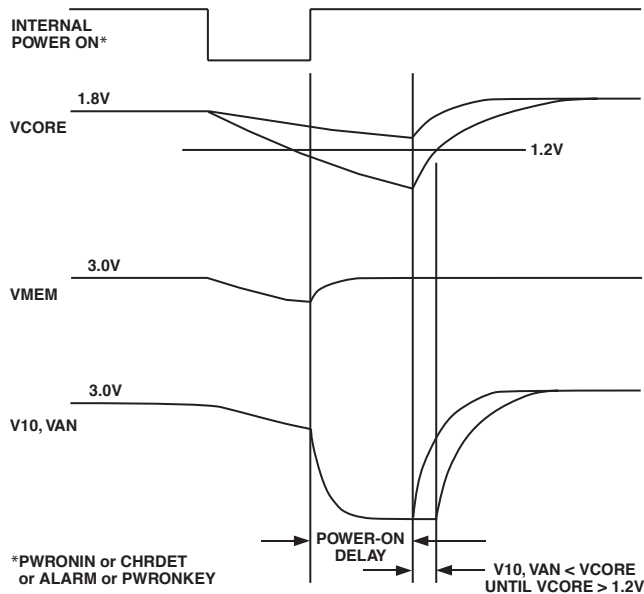 INTERNAL
POWER ON*
1.8V
VCORE
1.2V
3.0V
VMEM
3.0V
V10, VAN
POWER-ON
DELAY
*PWRONIN or CHRDET
or ALARM or PWRONKEY
V10, VAN < VCORE
UNTIL VCORE > 1.2V